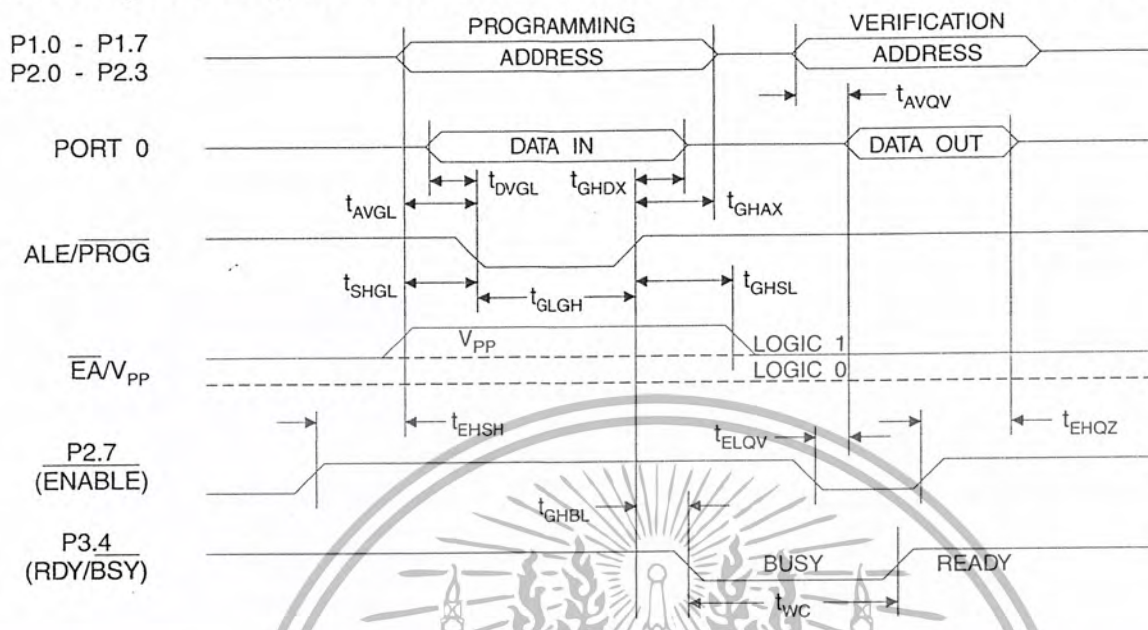 PROGRAMMING
VERIFICATION
P1.0 - P1.7
P2.0 - P2.3
ADDRESS
ADDRESS
tAVQV
PORT 0
DATA IN
DATA OUT
tDVGL
tGHDX
tAVGL
tGHAX
ALE/PROG
tSHGL
tGLGH
tGHSL
VPP
LOGIC 1
EA/VPP
LOGIC 0
tEHSH
tELQV
tEHQZ
P2.7
(ENABLE)
tGHBL
P3.4
(RDY/BSY)
BUSY
READY
tWC